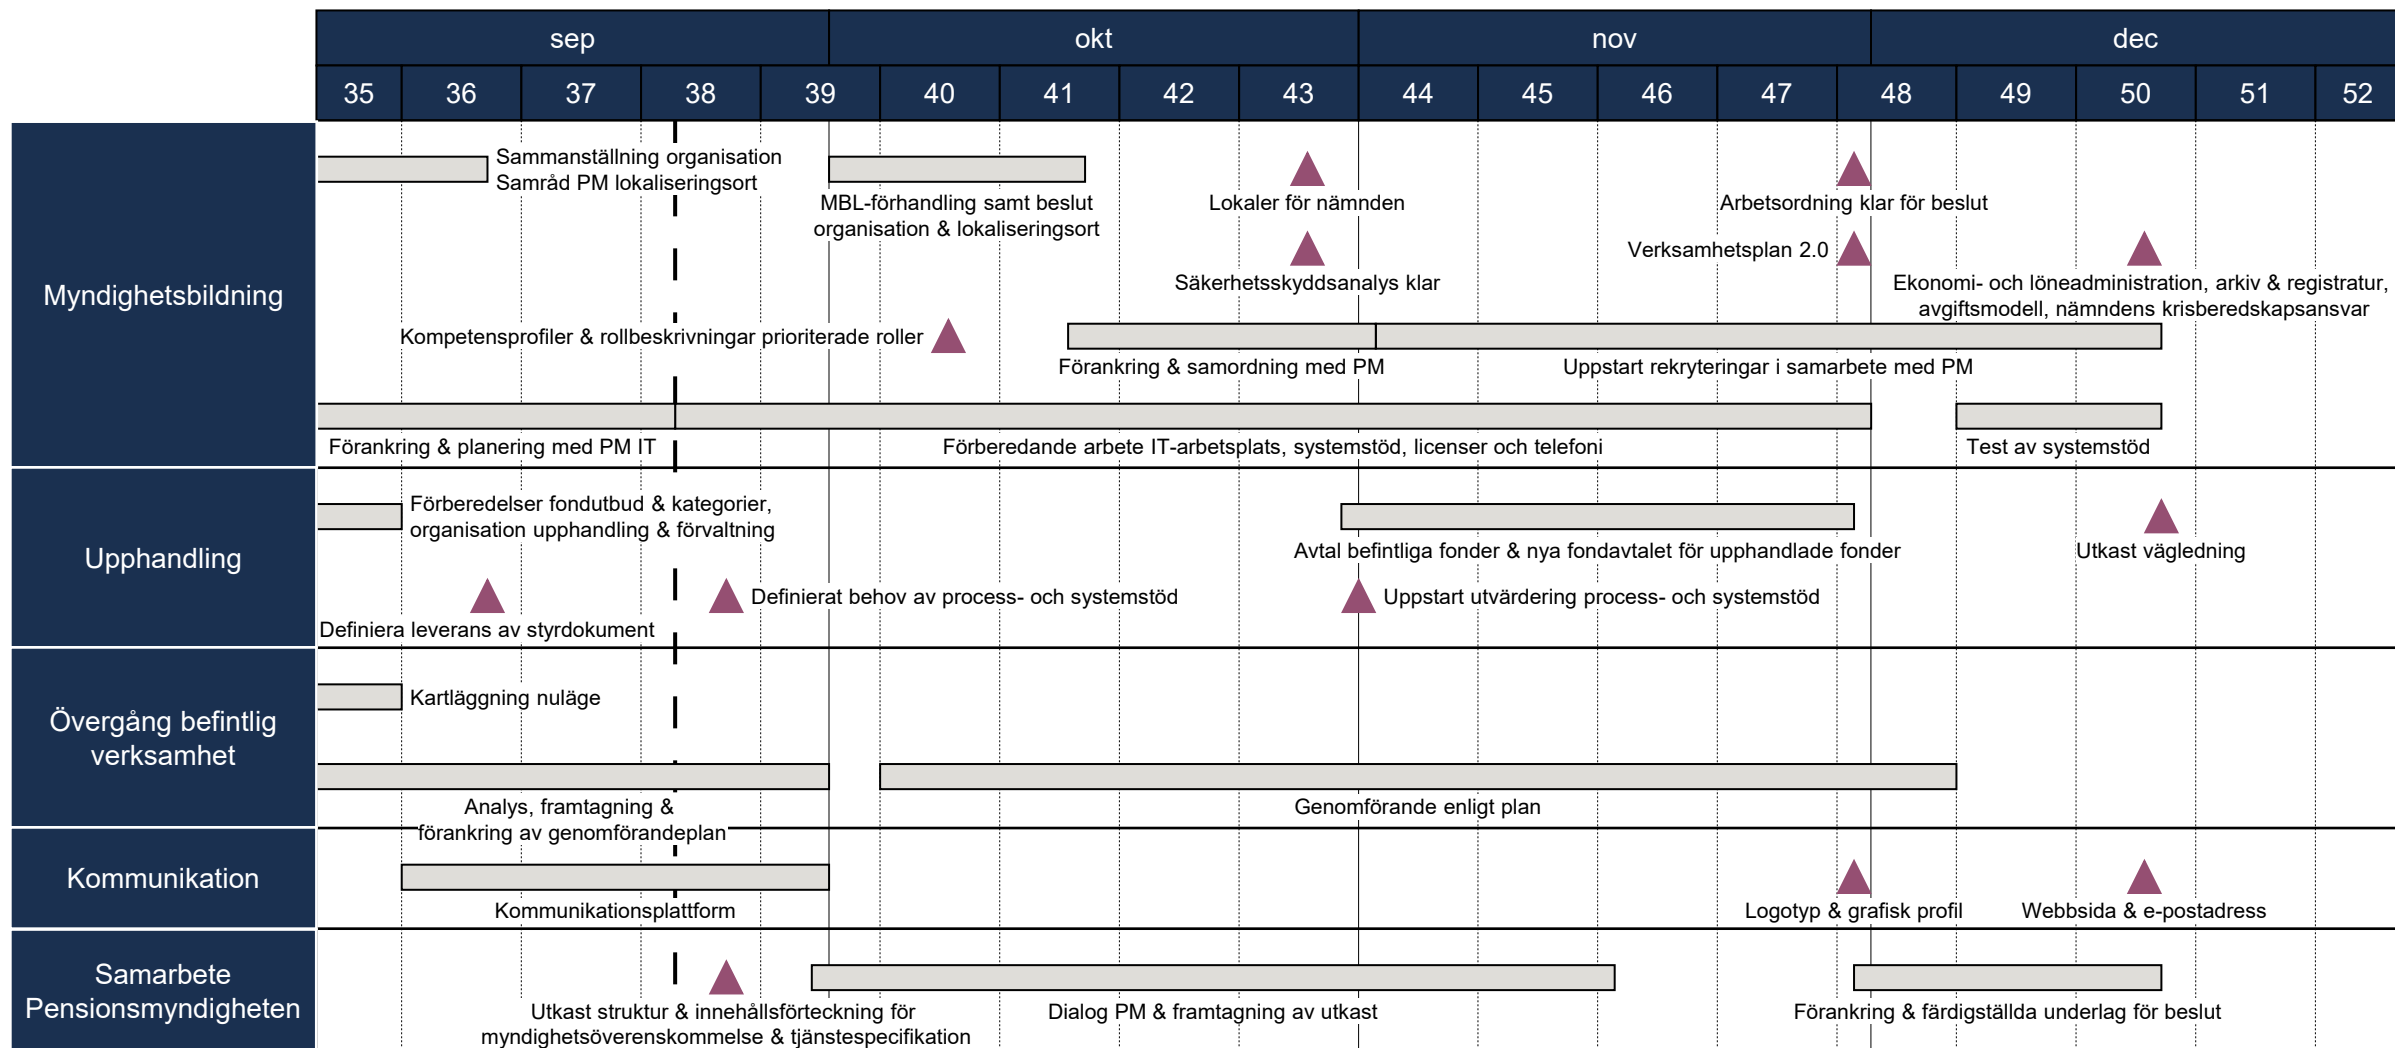 sep
okt
nov
dec
35
36
37
38
39
40
41
42
43
44
45
46
47
48
49
50
51
52
Myndighetsbildning
Sammanställning organisation
Samråd PM lokaliseringsort
MBL-förhandling samt beslut
organisation & lokaliseringsort
Lokaler för nämnden
Arbetsordning klar för beslut
Säkerhetsskyddsanalys klar
Verksamhetsplan 2.0
Ekonomi- och löneadministration, arkiv & registratur,
avgiftsmodell, nämndens krisberedskapsansvar
Kompetensprofiler & rollbeskrivningar prioriterade roller
Förankring & samordning med PM
Uppstart rekryteringar i samarbete med PM
Förankring & planering med PM IT
Förberedande arbete IT-arbetsplats, systemstöd, licenser och telefoni
Test av systemstöd
Upphandling
Förberedelser fondutbud & kategorier,
organisation upphandling & förvaltning
Avtal befintliga fonder & nya fondavtalet för upphandlade fonder
Utkast vägledning
Definiera leverans av styrdokument
Definierat behov av process- och systemstöd
Uppstart utvärdering process- och systemstöd
Övergång befintlig
verksamhet
Kartläggning nuläge
Analys, framtagning &
förankring av genomförandeplan
Genomförande enligt plan
Kommunikation
Kommunikationsplattform
Logotyp & grafisk profil
Webbsida & e-postadress
Samarbete
Pensionsmyndigheten
Utkast struktur & innehållsförteckning för
myndighetsöverenskommelse & tjänstespecifikation
Dialog PM & framtagning av utkast
Förankring & färdigställda underlag för beslut